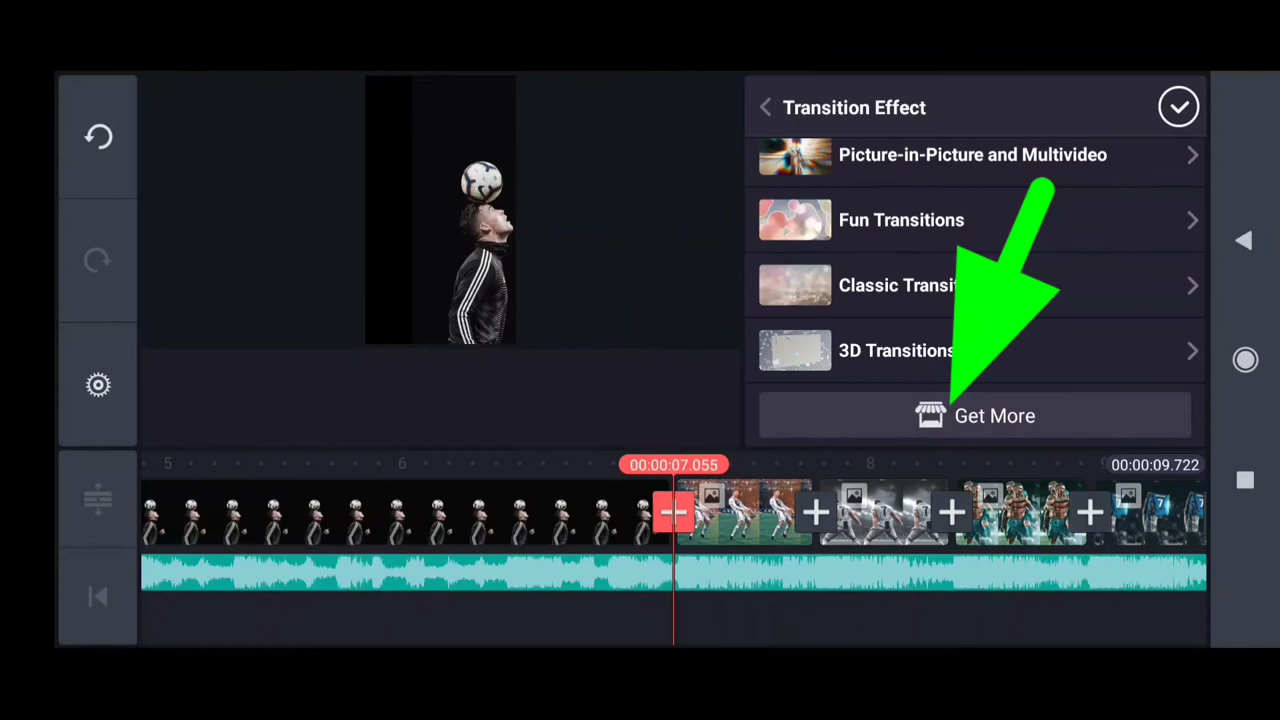 Transition Effect
Picture-in-Picture and Multivideo
Fun Transitions
Classic Transit
3D Transitions
Get More
5
6
00:00:07.055
8
00:00:09.722
7